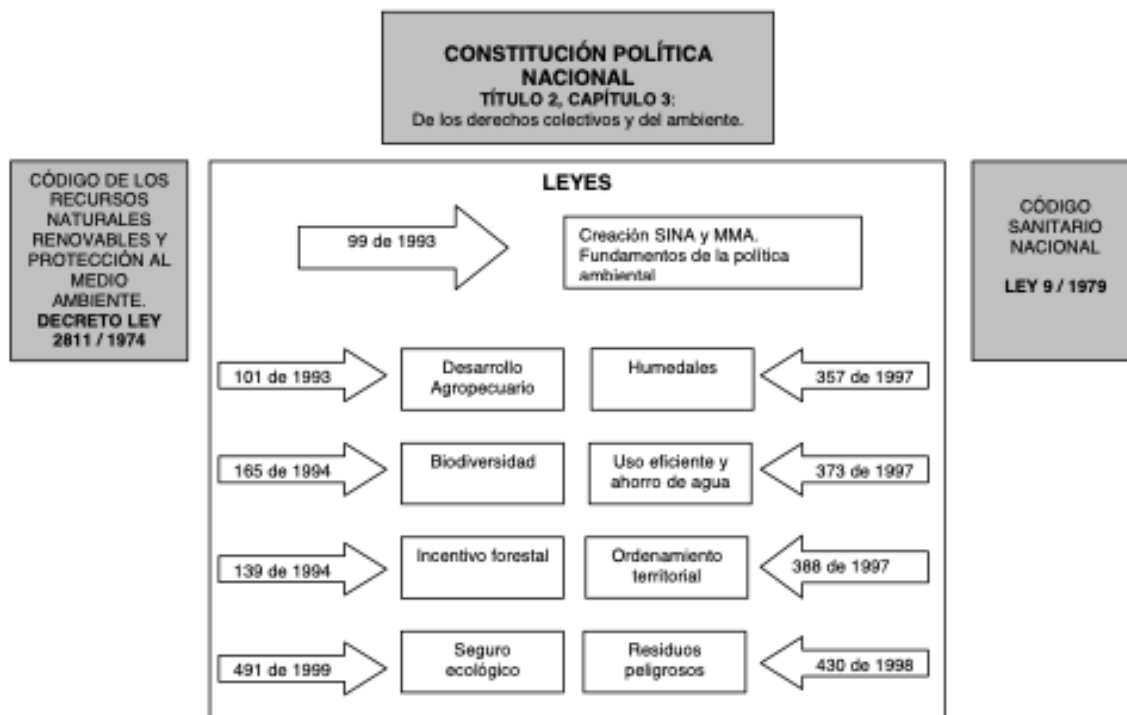 CONSTITUCIÓN POLÍTICA
NACIONAL
TÍTULO 2, CAPÍTULO 3:
De los derechos colectivos y del ambiente.
CÓDIGO DE LOS
RECURSOS
NATURALES
RENOVABLES Y
PROTECCIÓN AL
MEDIO
AMBIENTE.
DECRETO LEY
2811 / 1974
LEYES
99 de 1993
Creación SINA y MMA.
Fundamentos de la política
ambiental
CÓDIGO
SANITARIO
NACIONAL
LEY 9 / 1979
101 de 1993
Desarrollo
Agropecuario
Humedales
357 de 1997
165 de 1994
Biodiversidad
Uso eficiente y
ahorro de agua
373 de 1997
139 de 1994
Incentivo forestal
Ordenamiento
territorial
388 de 1997
491 de 1999
Seguro
ecológico
Residuos
peligrosos
430 de 1998